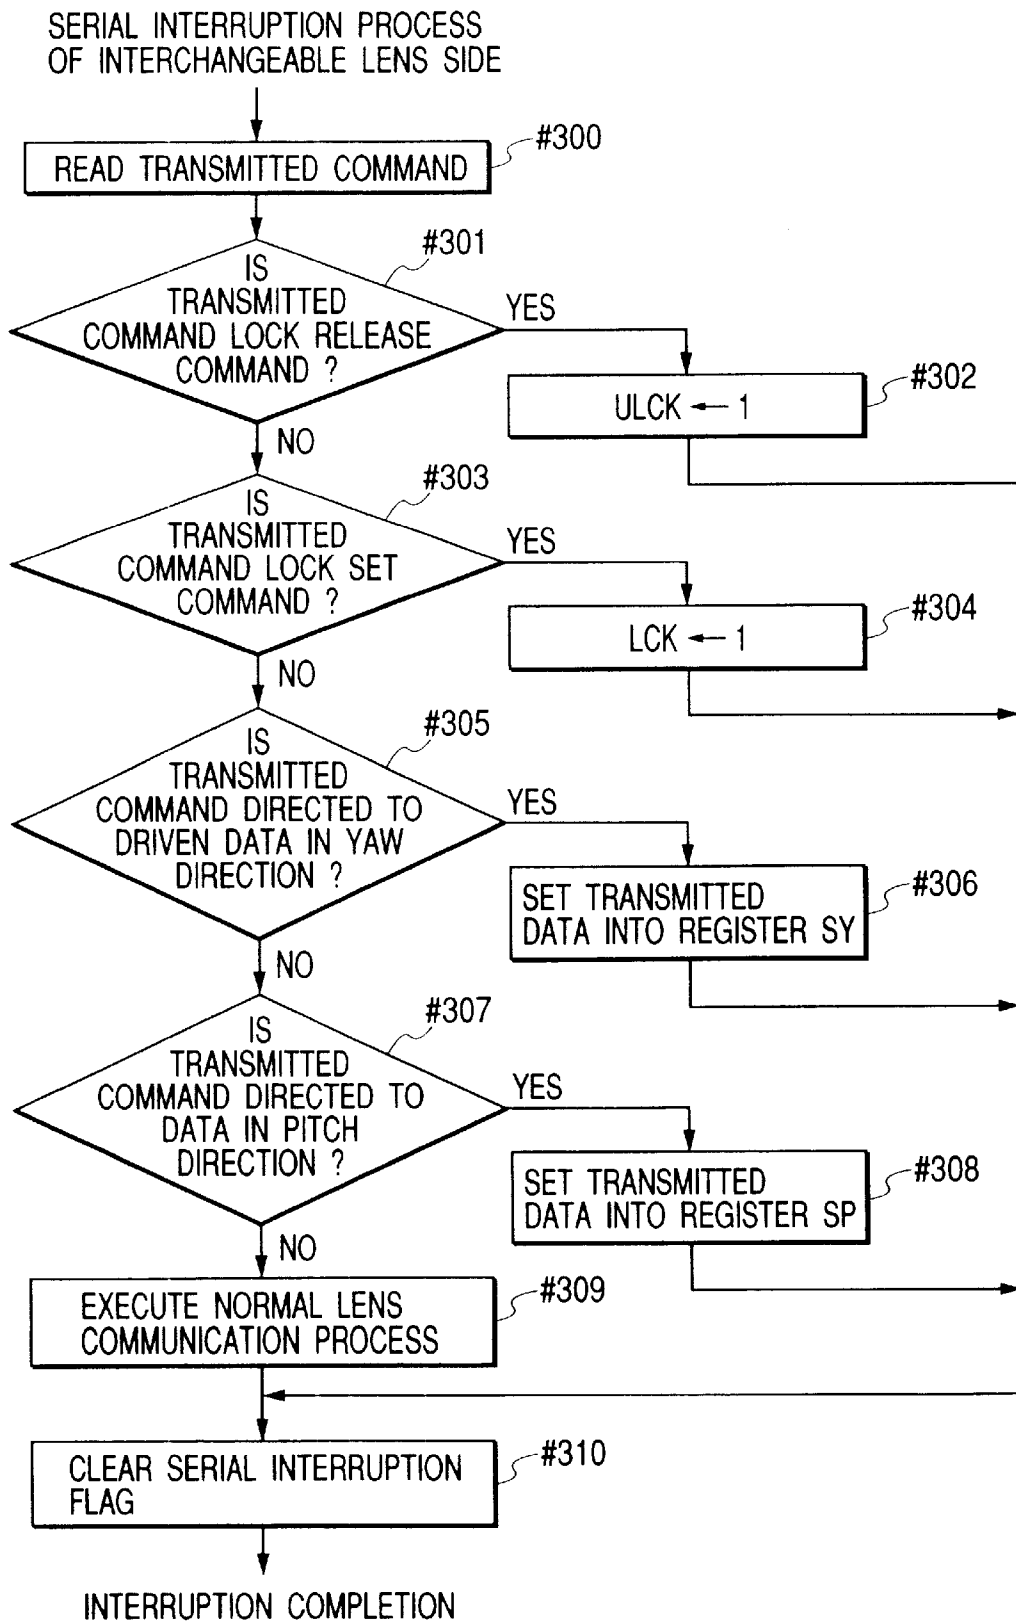 SERIAL INTERRUPTION PROCESS
OF INTERCHANGEABLE LENS SIDE
#300
READ TRANSMITTED COMMAND
#301
IS
TRANSMITTED
COMMAND LOCK RELEASE
COMMAND ?
YES
#302
ULCK ← 1
NO
#303
IS
TRANSMITTED
COMMAND LOCK SET
COMMAND ?
YES
#304
LCK ← 1
NO
#305
IS
TRANSMITTED
COMMAND DIRECTED TO
DRIVEN DATA IN YAW
DIRECTION ?
YES
#306
SET TRANSMITTED
DATA INTO REGISTER SY
NO
#307
IS
TRANSMITTED
COMMAND DIRECTED TO
DATA IN PITCH
DIRECTION ?
YES
#308
SET TRANSMITTED
DATA INTO REGISTER SP
NO
#309
EXECUTE NORMAL LENS
COMMUNICATION PROCESS
#310
CLEAR SERIAL INTERRUPTION
FLAG
INTERRUPTION COMPLETION